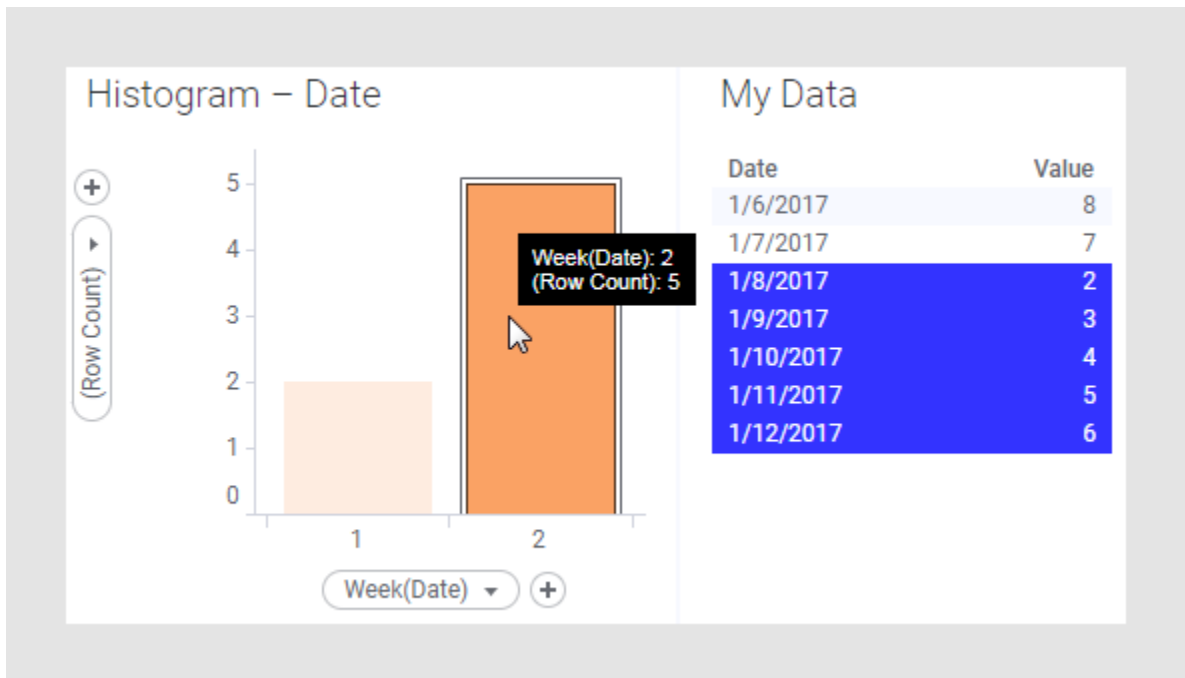 Histogram – Date
5
4
3
2
1
0
(Row Count)
Week(Date): 2
(Row Count): 5
1 2
Week(Date)
My Data
Date Value
1/6/2017 8
1/7/2017 7
1/8/2017 2
1/9/2017 3
1/10/2017 4
1/11/2017 5
1/12/2017 6